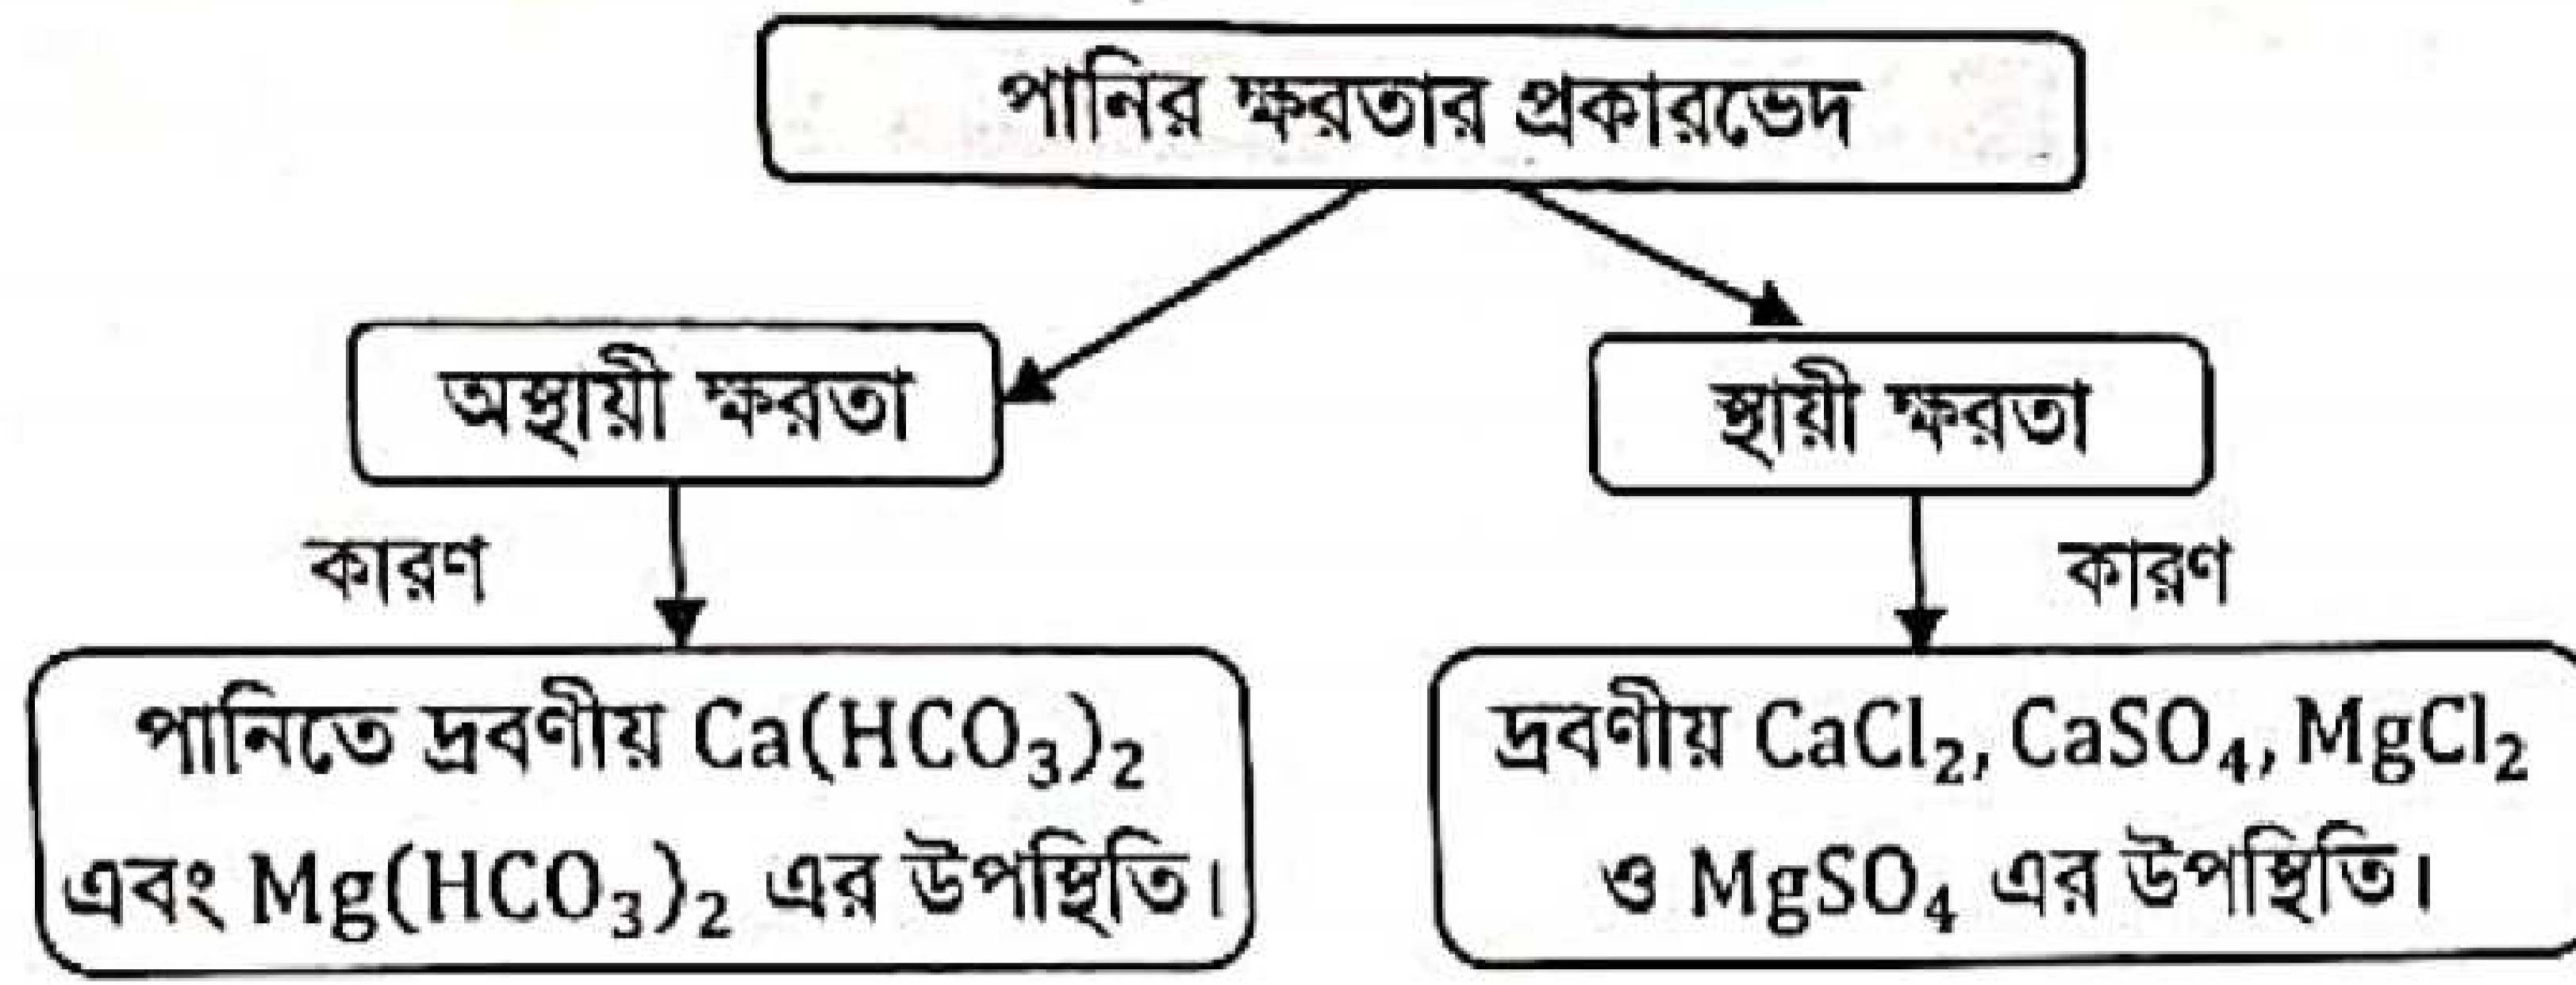 পানির ক্ষরতার প্রকারভেদ
অস্থায়ী ক্ষরতা
স্থায়ী ক্ষরতা
কারণ
কারণ
পানিতে দ্রবণীয় Ca(HCO₃)₂
এবং Mg(HCO₃)₂ এর উপস্থিতি।
দ্রবণীয় CaCl₂, CaSO₄, MgCl₂
ও MgSO₄ এর উপস্থিতি।